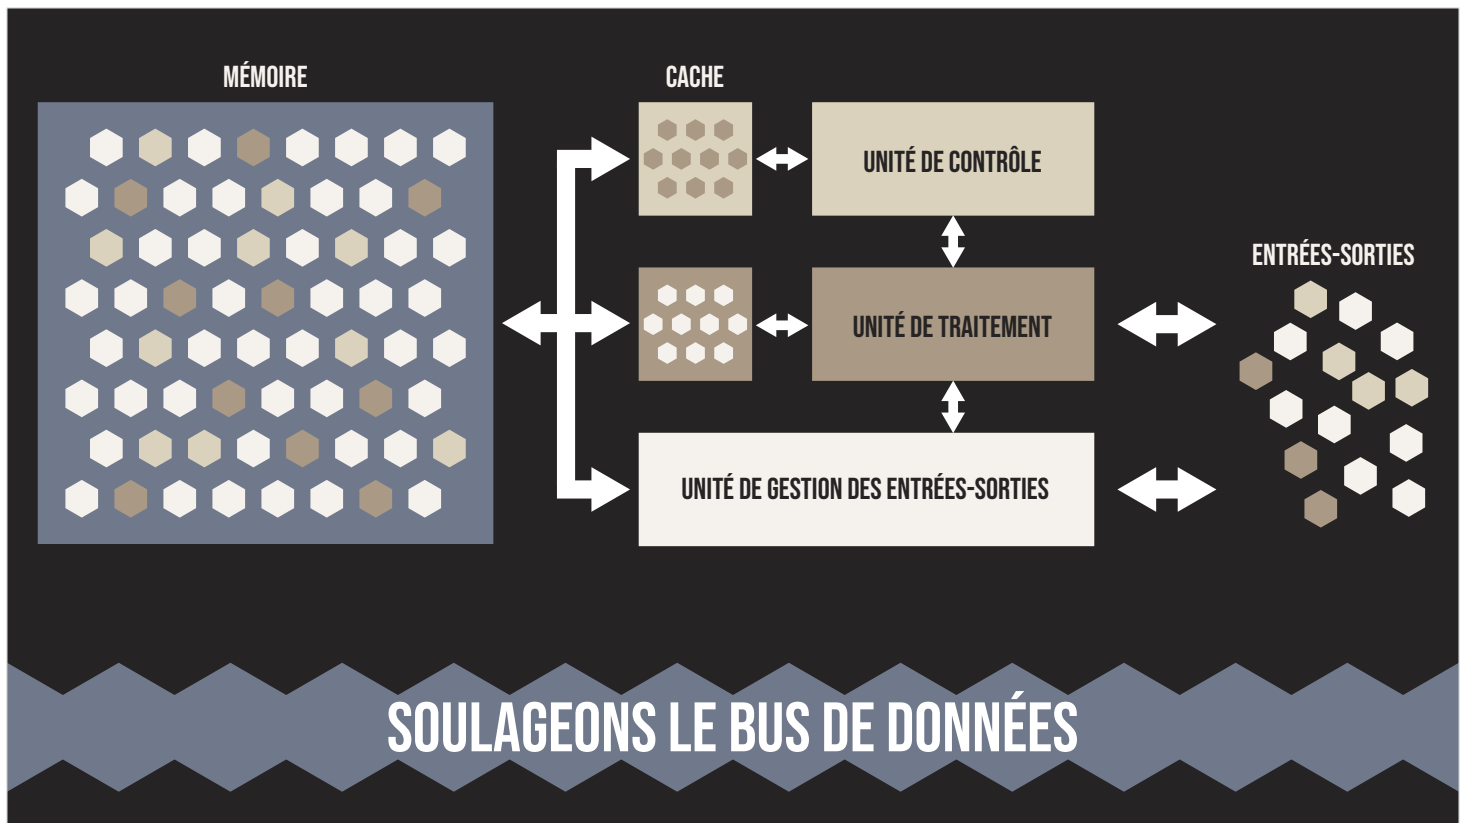 MÉMOIRE
CACHE
UNITÉ DE CONTRÔLE
ENTRÉES-SORTIES
UNITÉ DE TRAITEMENT
UNITÉ DE GESTION DES ENTRÉES-SORTIES
SOULAGEONS LE BUS DE DONNÉES